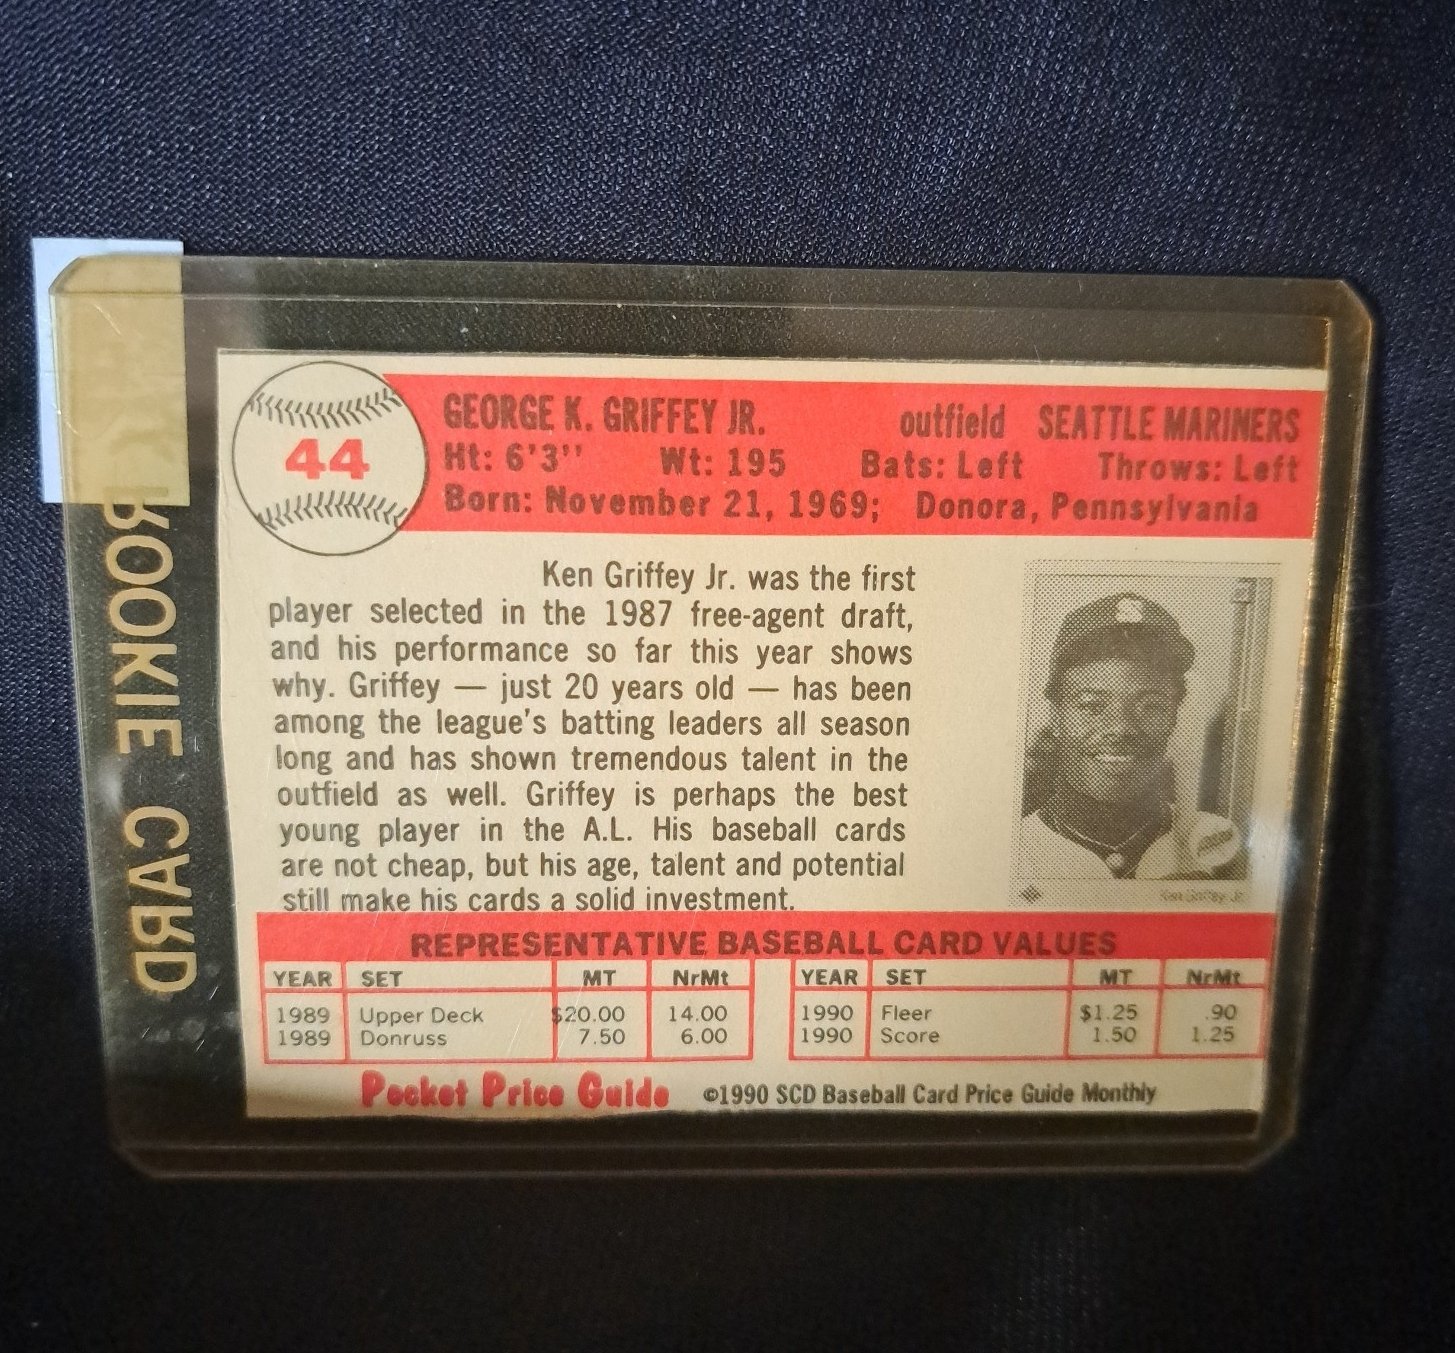 44
GEORGE K. GRIFFEY JR. outfield SEATTLE MARINERS
Ht: 6'3'' Wt: 195 Bats: Left Throws: Left
Born: November 21, 1969; Donora, Pennsylvania
Ken Griffey Jr. was the first
player selected in the 1987 free-agent draft,
and his performance so far this year shows
why. Griffey — just 20 years old — has been
among the league's batting leaders all season
long and has shown tremendous talent in the
outfield as well. Griffey is perhaps the best
young player in the A.L. His baseball cards
are not cheap, but his age, talent and potential
still make his cards a solid investment.
Ken Griffey Jr.
REPRESENTATIVE BASEBALL CARD VALUES
YEAR SET MT NrMt YEAR SET MT NrMt
1989 Upper Deck $20.00 14.00 1990 Fleer $1.25 .90
1989 Donruss 7.50 6.00 1990 Score 1.50 1.25
Pocket Price Guide ©1990 SCD Baseball Card Price Guide Monthly
ROOKIE CARD